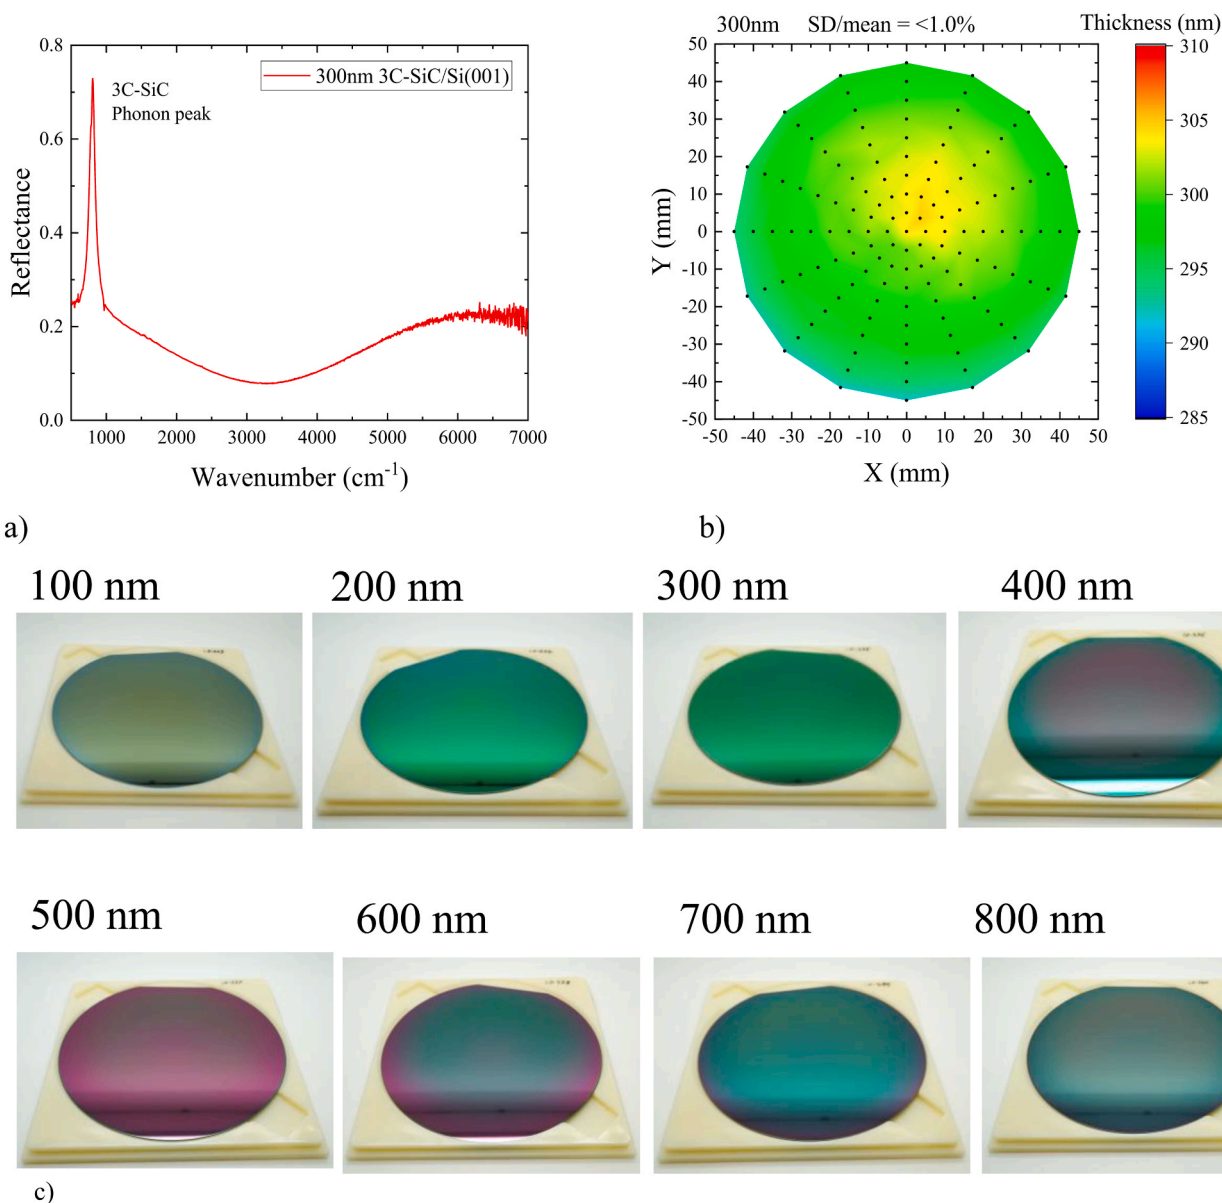 0.8
0.6
0.4
0.2
0.0
Reflectance
3C-SiC
Phonon peak
300nm 3C-SiC/Si(001)
1000 2000 3000 4000 5000 6000 7000
Wavenumber (cm⁻¹)
a)
300nm SD/mean = <1.0% Thickness (nm)
50
40
30
20
10
0
-10
-20
-30
-40
-50
Y (mm)
-50 -40 -30 -20 -10 0 10 20 30 40 50
X (mm)
310
305
300
295
290
285
b)
100 nm 200 nm 300 nm 400 nm
500 nm 600 nm 700 nm 800 nm
c)